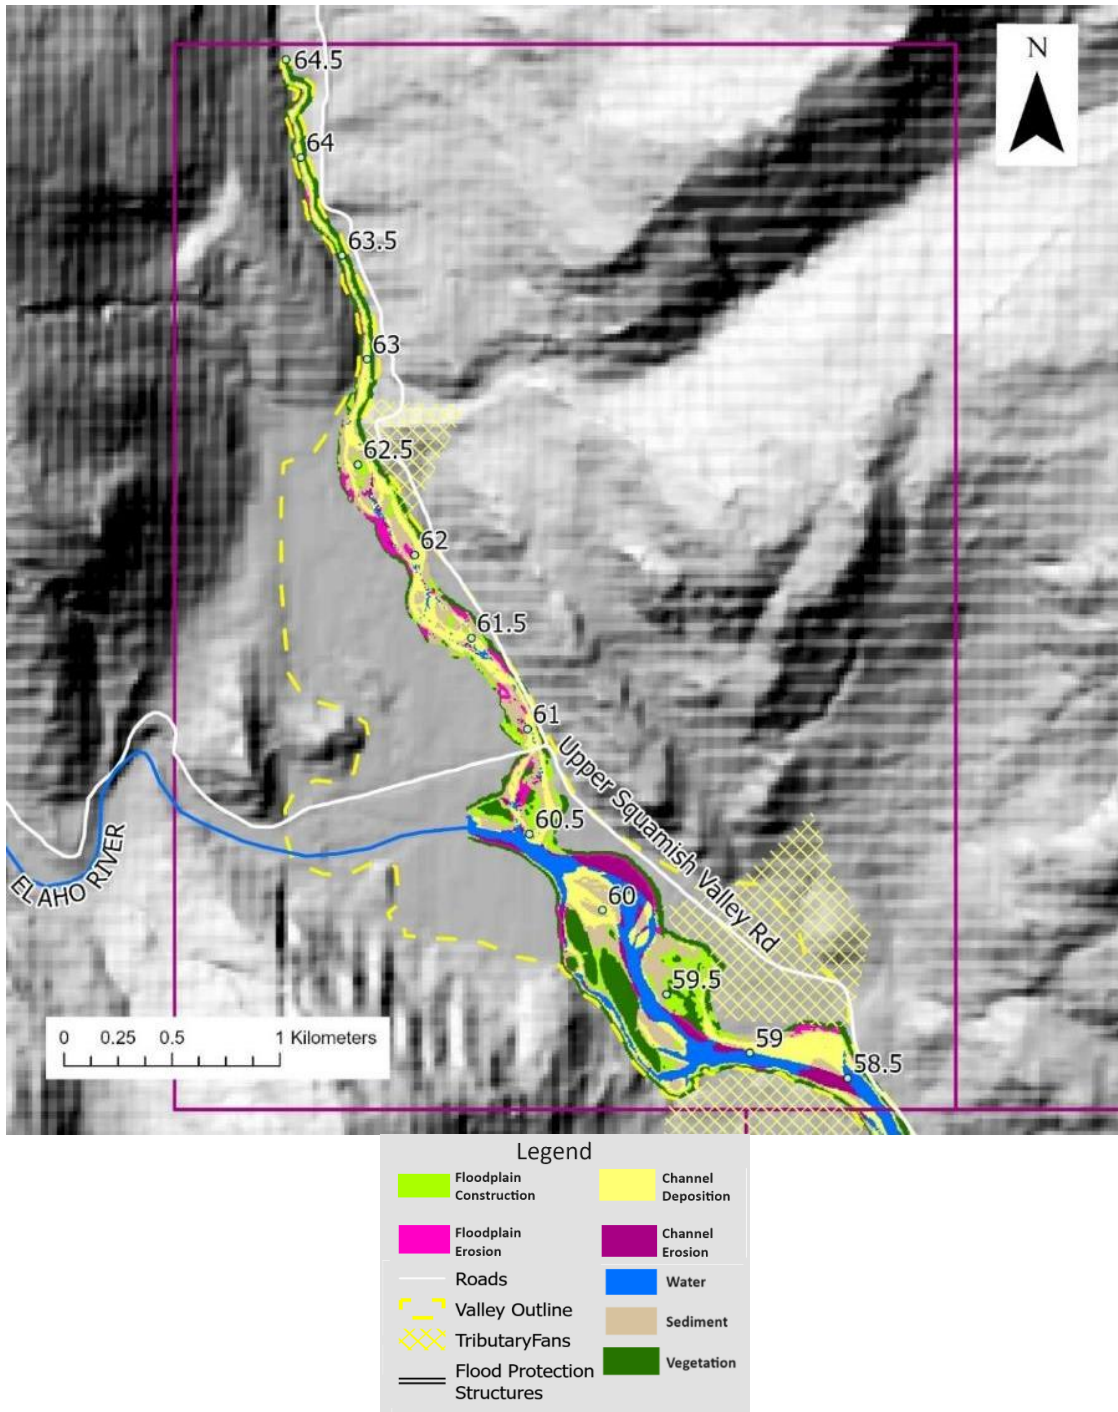 N
64.5
64
63.5
63
62.5
62
61.5
61
Upper Squamish Valley Rd
60.5
ELAHO RIVER
60
59.5
59
58.5
0 0.25 0.5 1 Kilometers
Legend
Floodplain
Construction
Channel
Deposition
Floodplain
Erosion
Channel
Erosion
Roads
Water
Valley Outline
Sediment
TributaryFans
Vegetation
Flood Protection
Structures